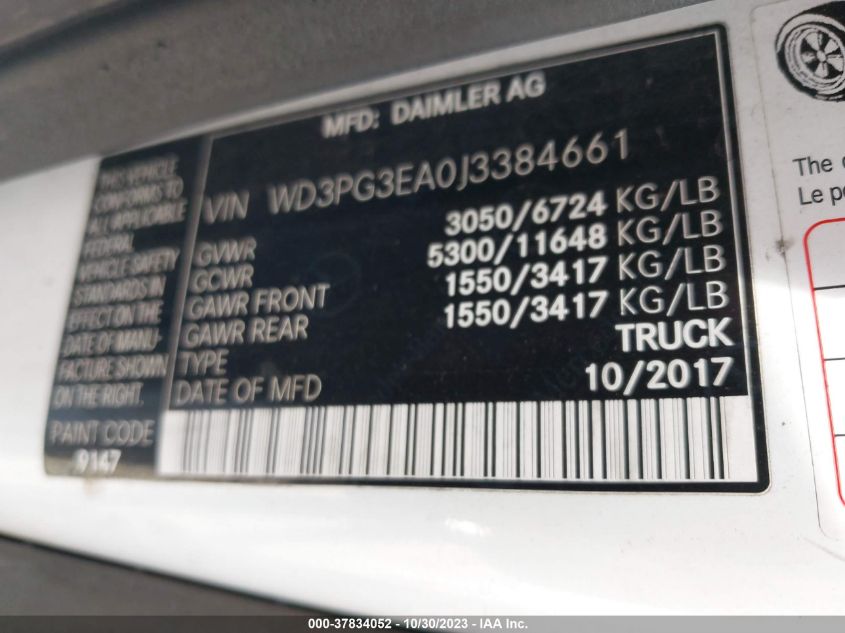 MFD: DAIMLER AG
VIN WD3PG3EA0J3384661
GVWR 3050/6724 KG/LB
GCWR 5300/11648 KG/LB
GAWR FRONT 1550/3417 KG/LB
GAWR REAR 1550/3417 KG/LB
TYPE TRUCK
DATE OF MFD 10/2017
THIS VEHICLE
CONFORMS TO
ALL APPLICABLE
FEDERAL
VEHICLE SAFETY
STANDARDS IN
EFFECT ON THE
DATE OF MANU-
FACTURE SHOWN
ON THE RIGHT.
PAINT CODE
9147
The
Le
000-37834052 - 10/30/2023 - IAA Inc.